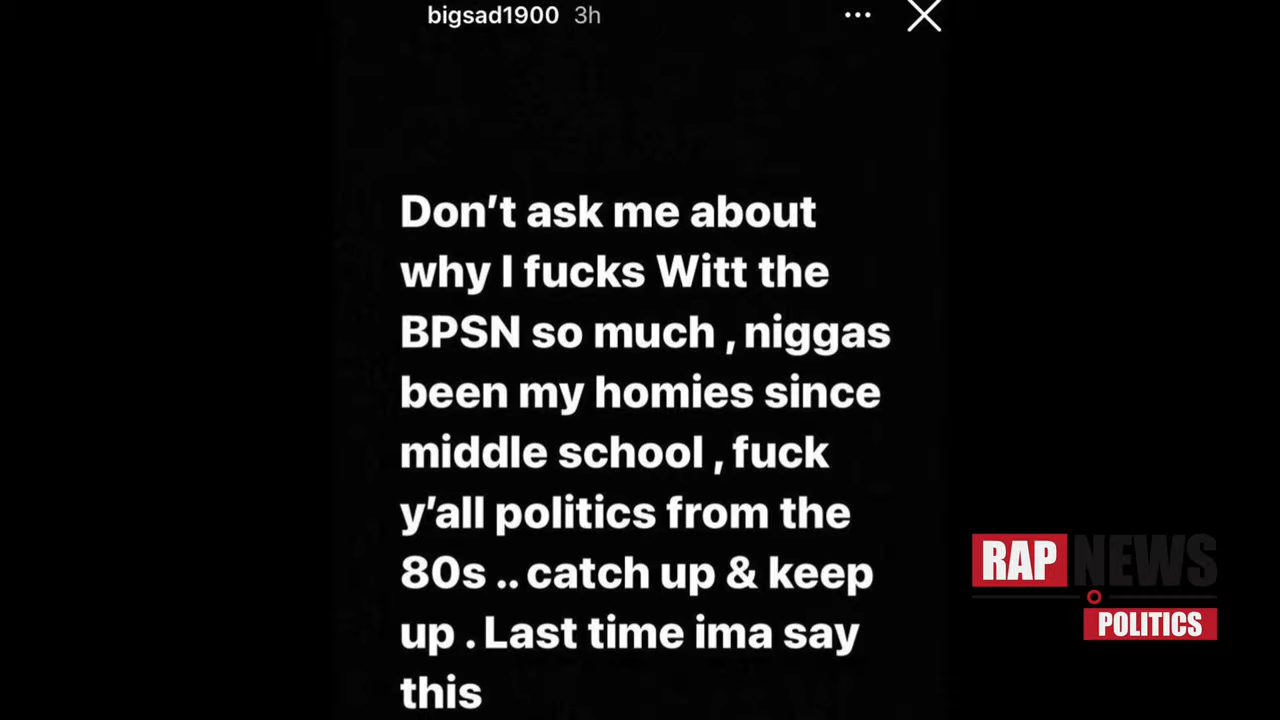 bigsad1900 3h
Don’t ask me about
why I fucks Witt the
BPSN so much , niggas
been my homies since
middle school , fuck
y’all politics from the
80s .. catch up & keep
up . Last time ima say
this
RAP NEWS
POLITICS